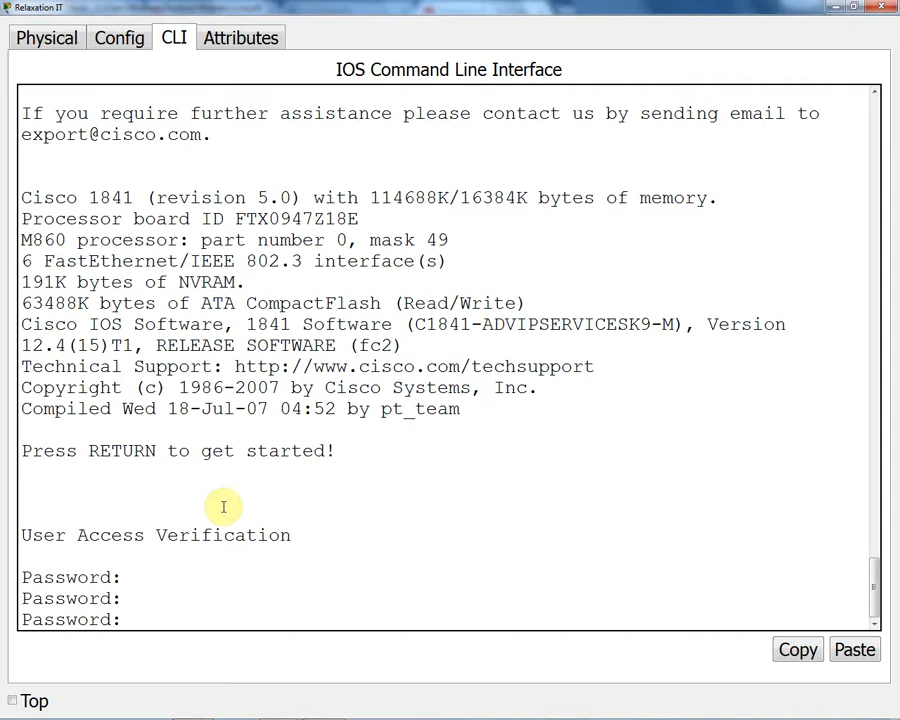 Relaxation IT
Physical
Config
CLI
Attributes
IOS Command Line Interface
If you require further assistance please contact us by sending email to
export@cisco.com.
Cisco 1841 (revision 5.0) with 114688K/16384K bytes of memory.
Processor board ID FTX0947Z18E
M860 processor: part number 0, mask 49
6 FastEthernet/IEEE 802.3 interface(s)
191K bytes of NVRAM.
63488K bytes of ATA CompactFlash (Read/Write)
Cisco IOS Software, 1841 Software (C1841-ADVIPSERVICESK9-M), Version
12.4(15)T1, RELEASE SOFTWARE (fc2)
Technical Support: http://www.cisco.com/techsupport
Copyright (c) 1986-2007 by Cisco Systems, Inc.
Compiled Wed 18-Jul-07 04:52 by pt_team
Press RETURN to get started!
User Access Verification
Password:
Password:
Password:
Copy
Paste
Top